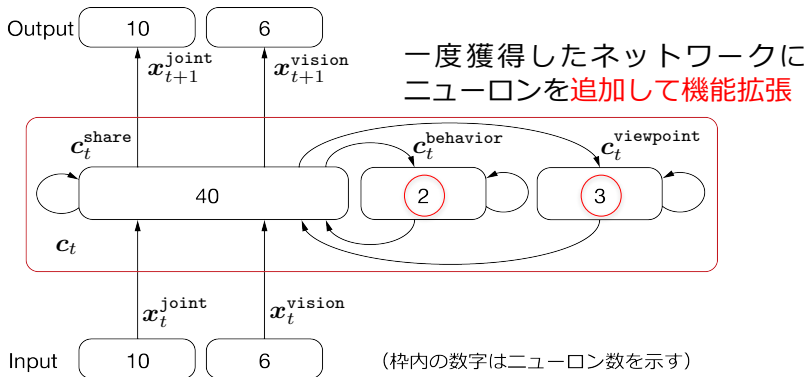 Output 10 6
x_{t+1}^{joint} x_{t+1}^{vision}
一度獲得したネットワークに
ニューロンを追加して機能拡張
c_t^{share} c_t^{behavior} c_t^{viewpoint}
40 2 3
c_t
x_t^{joint} x_t^{vision}
Input 10 6 （枠内の数字はニューロン数を示す）